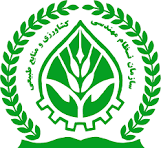 سازمان نظام مهندسی
کشاورزی و منابع طبیعی